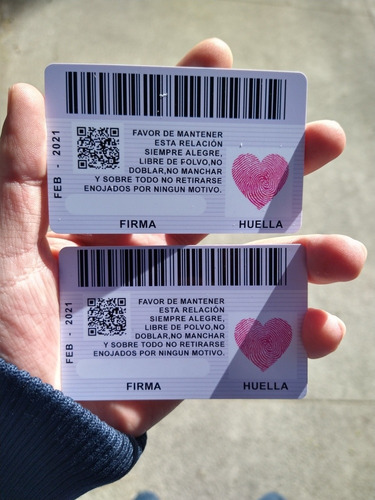 FEB - 2021
FAVOR DE MANTENER
ESTA RELACIÓN
SIEMPRE ALEGRE,
LIBRE DE POLVO,NO
DOBLAR,NO MANCHAR
Y SOBRE TODO NO RETIRARSE
ENOJADOS POR NINGUN MOTIVO.
FIRMA
HUELLA
FEB - 2021
FAVOR DE MANTENER
ESTA RELACIÓN
SIEMPRE ALEGRE,
LIBRE DE POLVO,NO
DOBLAR,NO MANCHAR
Y SOBRE TODO NO RETIRARSE
ENOJADOS POR NINGUN MOTIVO.
FIRMA
HUELLA